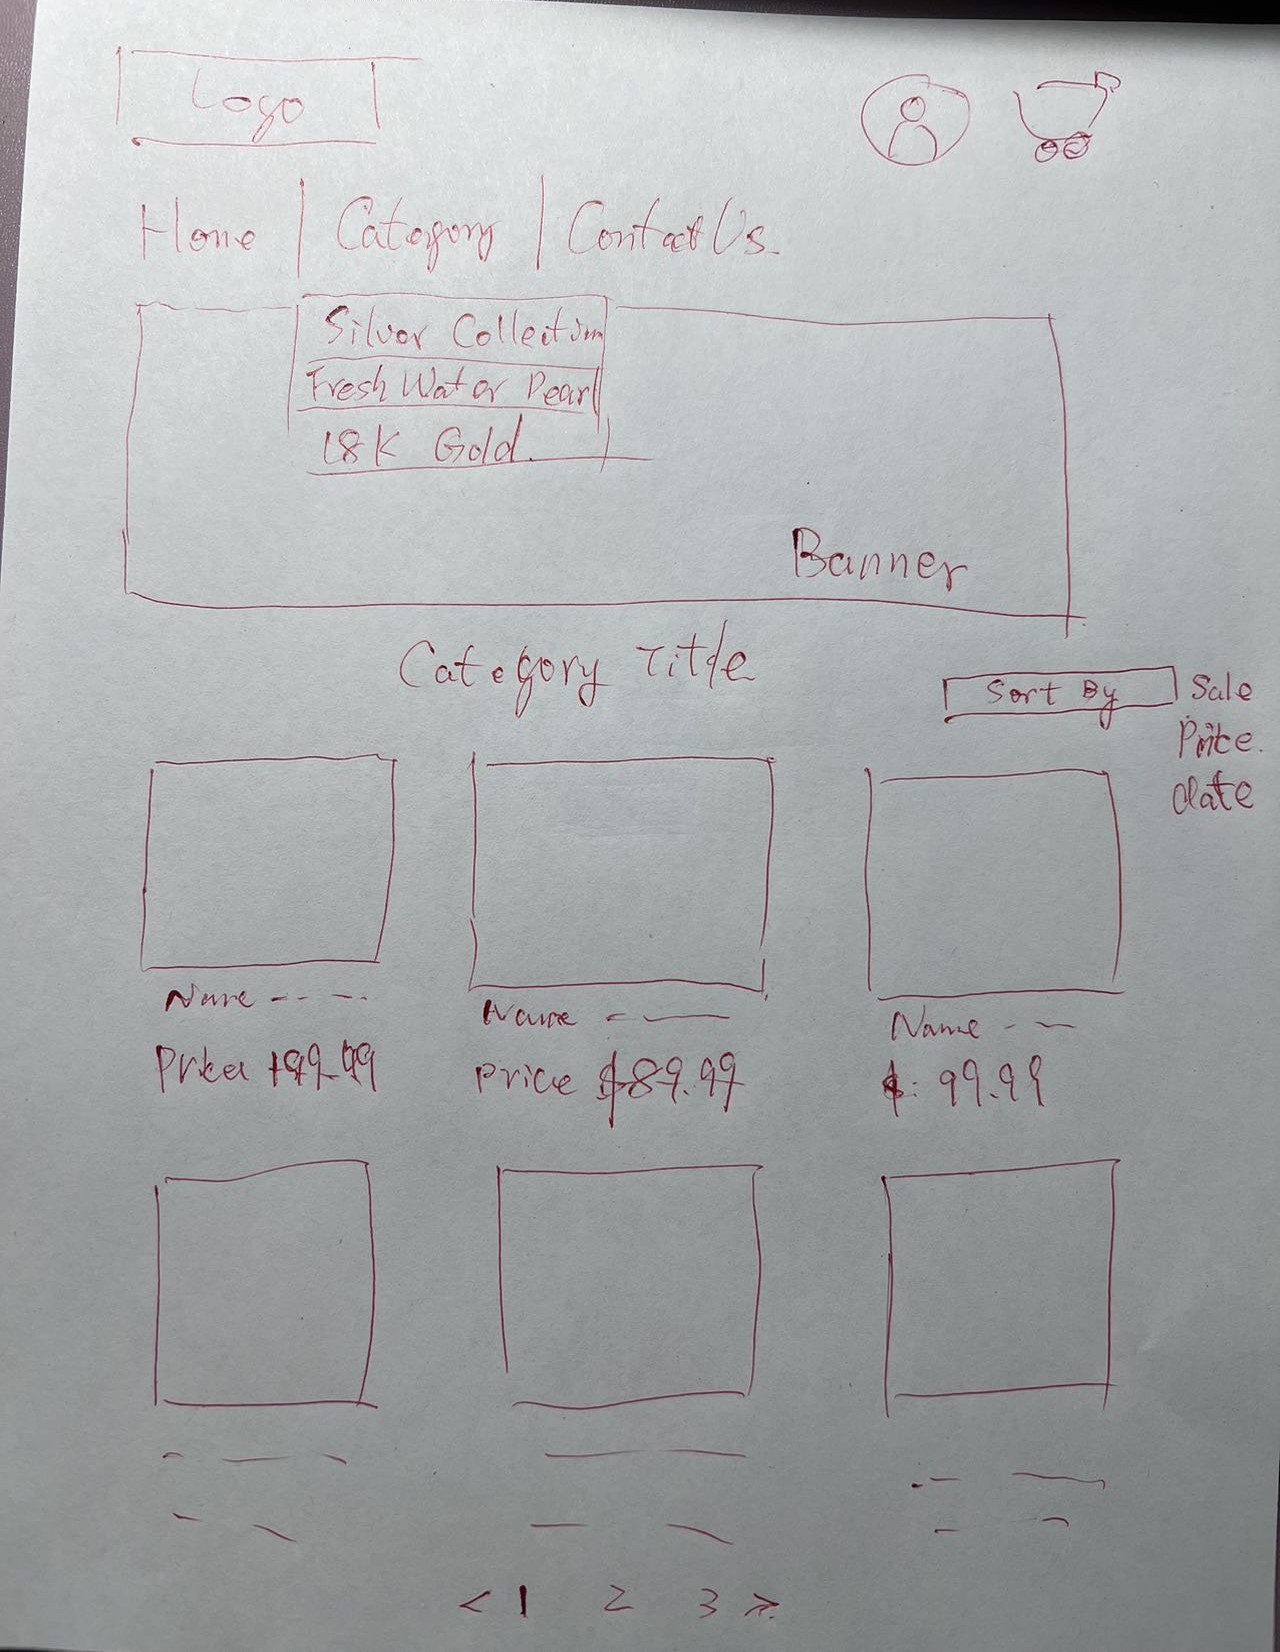 Logo
Home | Category | Contact Us
Silver Collection
Fresh Water Pearl
18K Gold.
Banner
Category Title
Sort By
Sale
Price.
date
Name
Name
Name
99.99
Price $89.99
$: 99.99
< 1 2 3 >